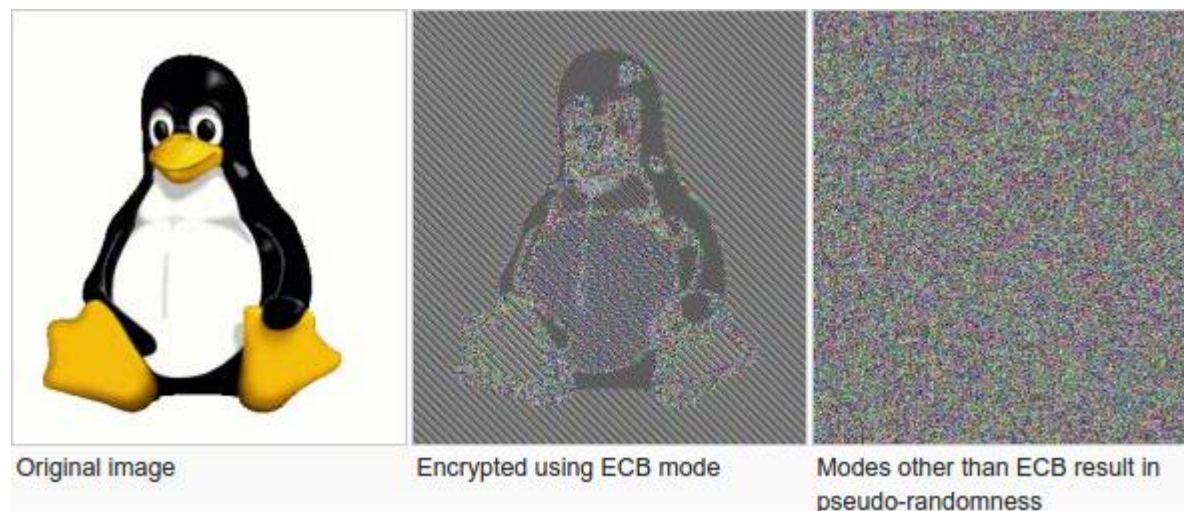 Original image
Encrypted using ECB mode
Modes other than ECB result in
pseudo-randomness